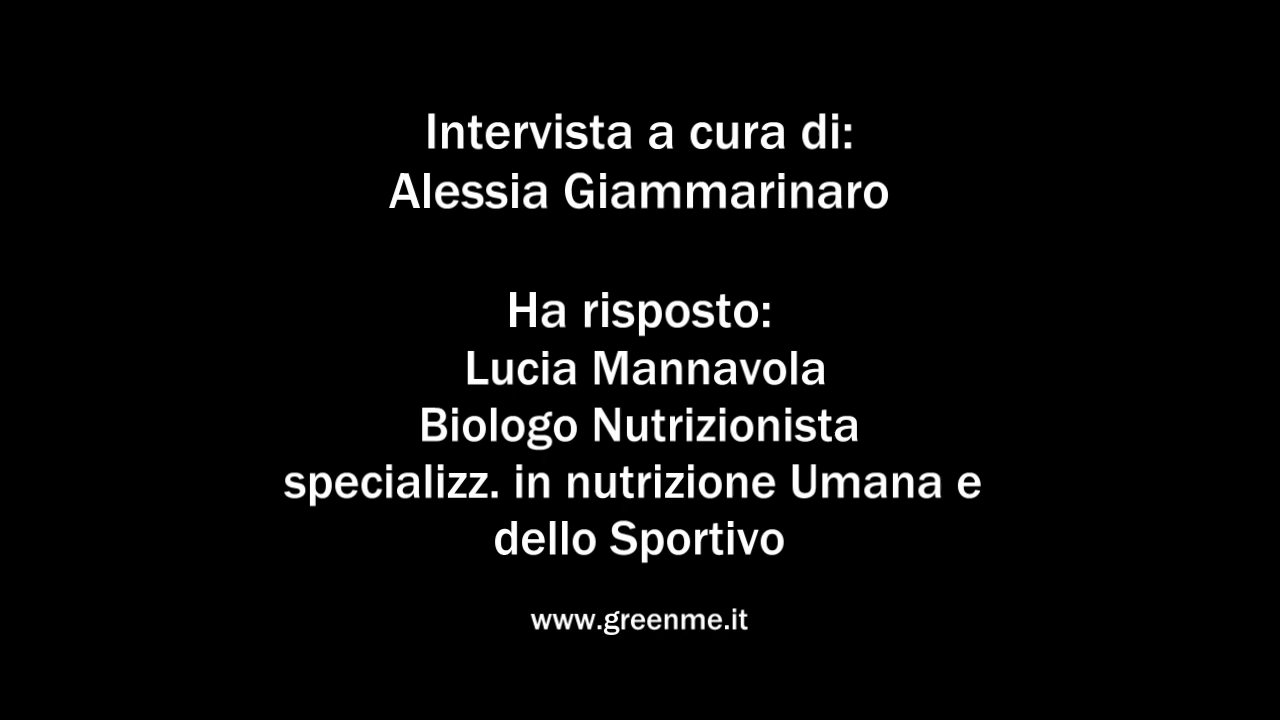 Intervista a cura di:
Alessia Giammarinaro
Ha risposto:
Lucia Mannavola
Biologo Nutrizionista
specializz. in nutrizione Umana e
dello Sportivo
www.greenme.it